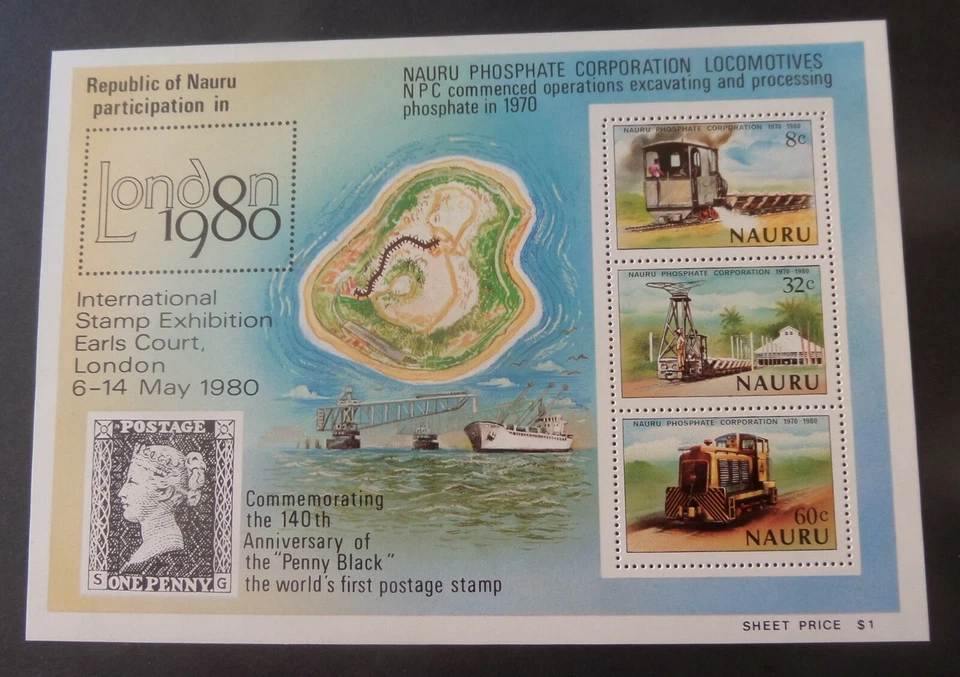 Republic of Nauru
participation in
London
1980
International
Stamp Exhibition
Earls Court,
London
6-14 May 1980
POSTAGE
S ONE PENNY. G
Commemorating
the 140th
Anniversary of
the "Penny Black"
the world's first postage stamp
NAURU PHOSPHATE CORPORATION LOCOMOTIVES
NPC commenced operations excavating and processing
phosphate in 1970
NAURU PHOSPHATE CORPORATION 1970-1980
8c
NAURU
NAURU PHOSPHATE CORPORATION 1970-1980
32c
NAURU
NAURU PHOSPHATE CORPORATION 1970-1980
60c
NAURU
SHEET PRICE $1